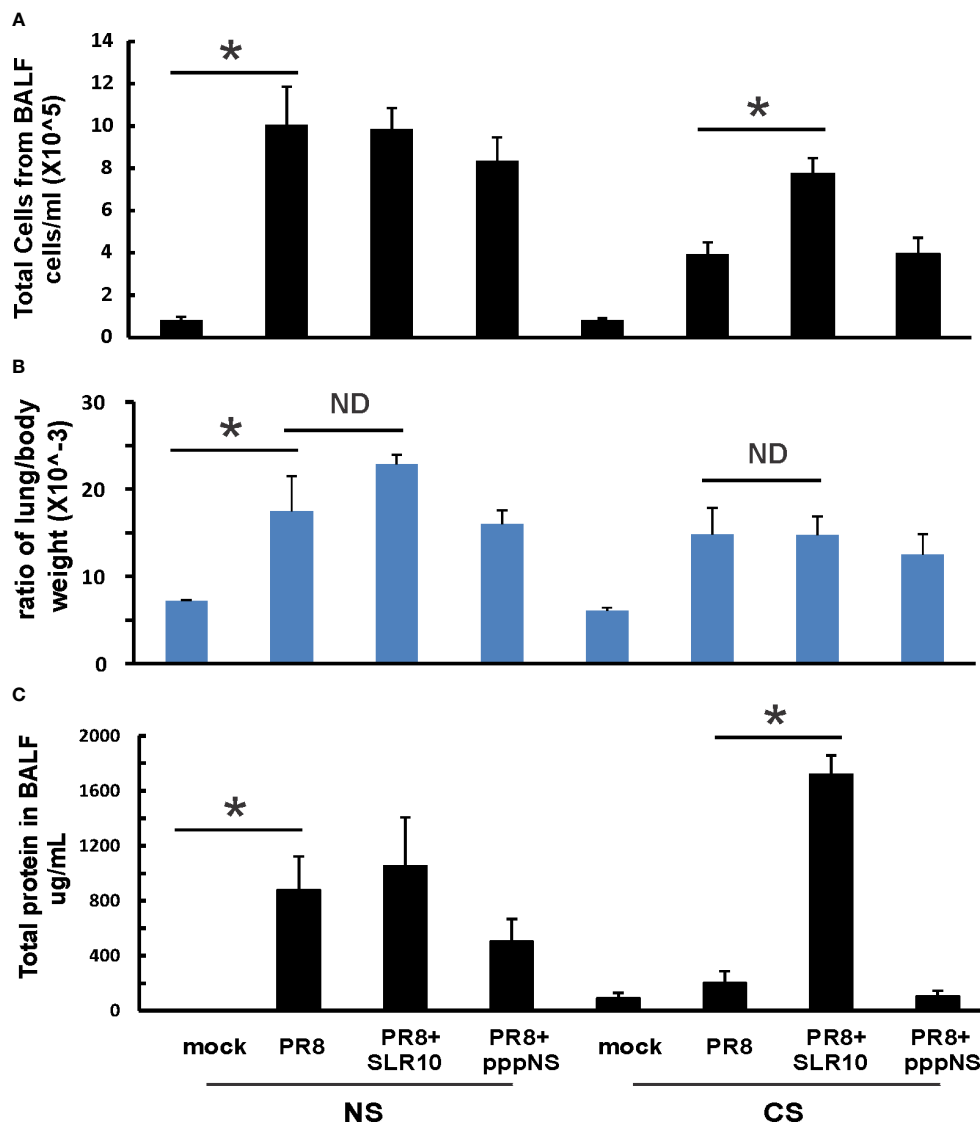 A
Total Cells from BALF
cells/ml (X10^5)
14
12
10
8
6
4
2
0
*
*
B
ratio of lung/body
weight (X10^-3)
30
20
10
0
*
ND
ND
C
Total protein in BALF
ug/mL
2000
1600
1200
800
400
0
*
*
mock PR8 PR8+ SLR10 PR8+ pppNS mock PR8 PR8+ SLR10 PR8+ pppNS
NS CS